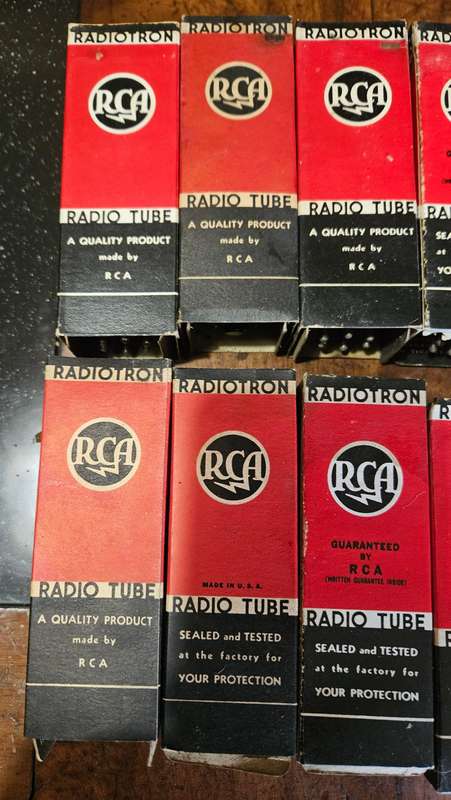 RADIOTRON
RCA
RADIO TUBE
A QUALITY PRODUCT
made by
RCA
RADIOTRON
RCA
RADIO TUBE
A QUALITY PRODUCT
made by
RCA
RADIOTRON
RCA
RADIO TUBE
A QUALITY PRODUCT
made by
RCA
RADIOTRON
RCA
RADIO TUBE
A QUALITY PRODUCT
made by
RCA
RADIOTRON
RCA
MADE IN U.S.A.
RADIO TUBE
SEALED and TESTED
at the factory for
YOUR PROTECTION
RADIOTRON
RCA
GUARANTEED
BY
RCA
(WRITTEN GUARANTEE INSIDE)
RADIO TUBE
SEALED and TESTED
at the factory for
YOUR PROTECTION